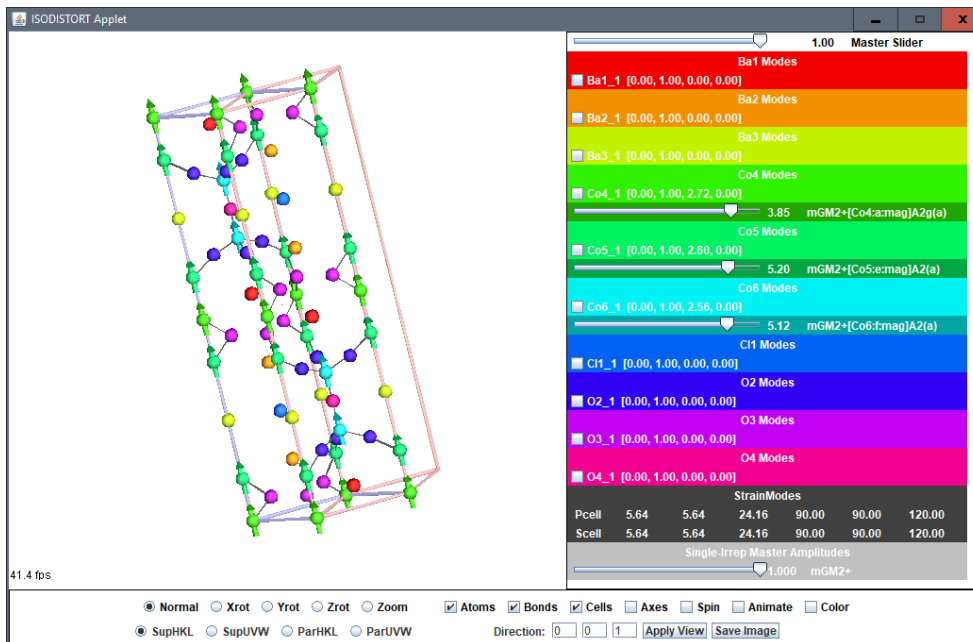 ISODISTORT Applet
1.00 Master Slider
Ba1 Modes
Ba1_1 [0.00, 1.00, 0.00, 0.00]
Ba2 Modes
Ba2_1 [0.00, 1.00, 0.00, 0.00]
Ba3 Modes
Ba3_1 [0.00, 1.00, 0.00, 0.00]
Co4 Modes
Co4_1 [0.00, 1.00, 2.72, 0.00]
3.85 mGM2+[Co4:a:mag]A2g(a)
Co5 Modes
Co5_1 [0.00, 1.00, 2.60, 0.00]
5.20 mGM2+[Co5:e:mag]A2(a)
Co6 Modes
Co6_1 [0.00, 1.00, 2.56, 0.00]
5.12 mGM2+[Co6:f:mag]A2(a)
Cl1 Modes
Cl1_1 [0.00, 1.00, 0.00, 0.00]
O2 Modes
O2_1 [0.00, 1.00, 0.00, 0.00]
O3 Modes
O3_1 [0.00, 1.00, 0.00, 0.00]
O4 Modes
O4_1 [0.00, 1.00, 0.00, 0.00]
StrainModes
Pcell 5.64 5.64 24.16 90.00 90.00 120.00
Scell 5.64 5.64 24.16 90.00 90.00 120.00
Single-Irrep Master Amplitudes
1.000 mGM2+
41.4 fps
Normal Xrot Yrot Zrot Zoom Atoms Bonds Cells Axes Spin Animate Color
SupHKL SupUVW ParHKL ParUVW Direction: 0 0 1 Apply View Save Image